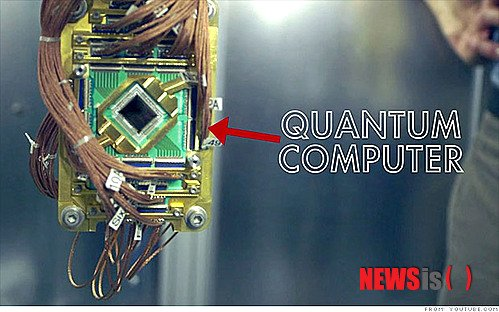 QUANTUM
COMPUTER
NEWSis( )
FROM YOUTUBE.COM